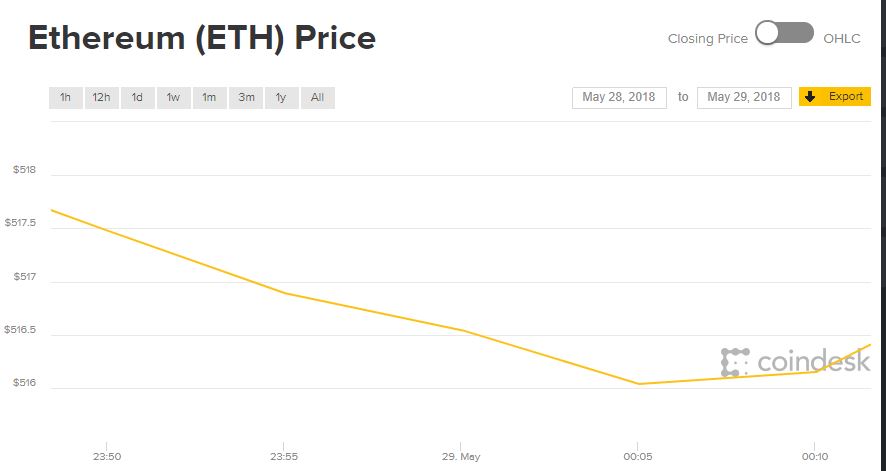 Ethereum (ETH) Price
Closing Price OHLC
1h 12h 1d 1w 1m 3m 1y All May 28, 2018 to May 29, 2018 Export
$518
$517.5
$517
$516.5
coindesk
$516
23:50 23:55 29. May 00:05 00:10